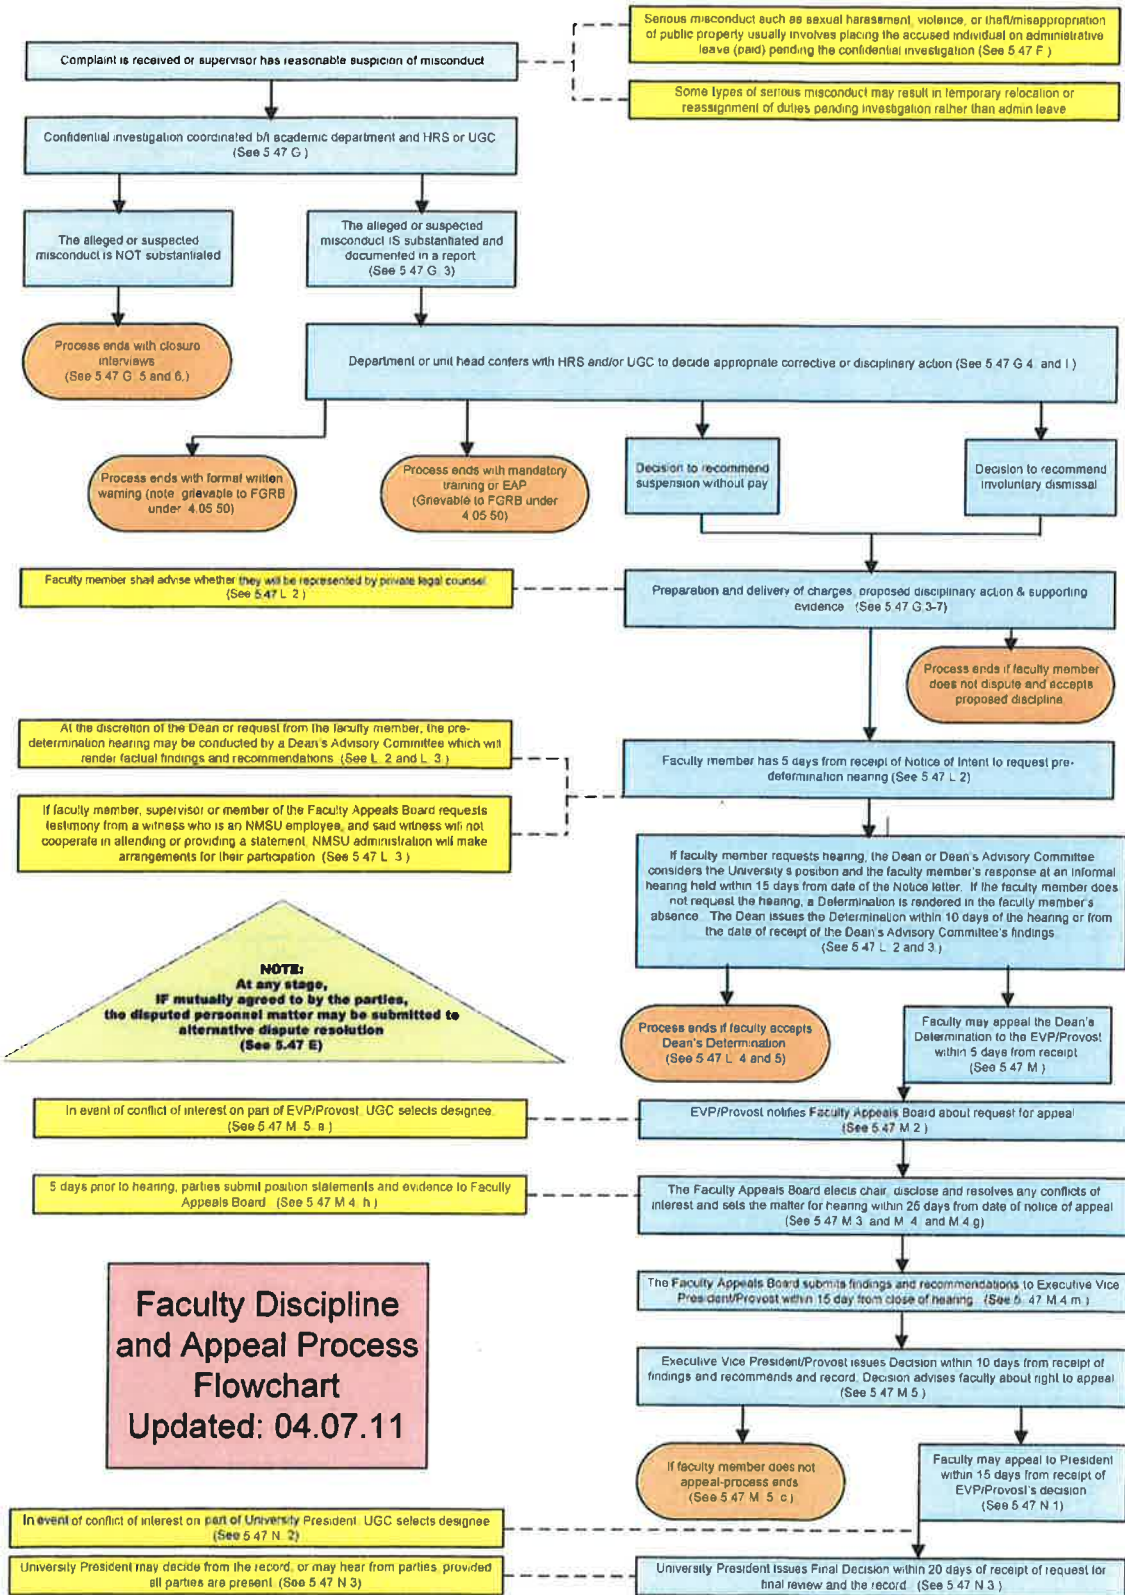 Serious misconduct such as sexual harassment, violence, or theft/misappropriation
of public property usually involves placing the accused individual on administrative
leave (paid) pending the confidential investigation (See 5 47 F )
Complaint is received or supervisor has reasonable suspicion of misconduct
Some types of serious misconduct may result in temporary relocation or
reassignment of duties pending investigation rather than admin leave
Confidential investigation coordinated b/t academic department and HRS or UGC
(See 5 47 G )
The alleged or suspected
misconduct is NOT substantiated
The alleged or suspected
misconduct IS substantiated and
documented in a report
(See 5 47 G 3)
Process ends with closure
interviews
(See 5 47 G 5 and 6.)
Department or unit head confers with HRS and/or UGC to decide appropriate corrective or disciplinary action (See 5 47 G 4 and I )
Process ends with formal written
warning (note grievable to FGRB
under 4.05 50)
Process ends with mandatory
training or EAP
(Grievable to FGRB under
4 05 50)
Decision to recommend
suspension without pay
Decision to recommend
involuntary dismissal
Faculty member shall advise whether they will be represented by private legal counsel
(See 5.47 L 2 )
Preparation and delivery of charges, proposed disciplinary action & supporting
evidence (See 5 47 G.3-7)
Process ends if faculty member
does not dispute and accepts
proposed discipline
At the discretion of the Dean or request from the faculty member, the pre-
determination hearing may be conducted by a Dean's Advisory Committee which will
render factual findings and recommendations (See L. 2 and L. 3 )
Faculty member has 5 days from receipt of Notice of Intent to request pre-
determination hearing (See 5 47 L 2)
If faculty member, supervisor or member of the Faculty Appeals Board requests
testimony from a witness who is an NMSU employee, and said witness will not
cooperate in attending or providing a statement, NMSU administration will make
arrangements for their participation (See 5 47 L 3 )
If faculty member requests hearing, the Dean or Dean's Advisory Committee
considers the University's position and the faculty member's response at an informal
hearing held within 15 days from date of the Notice letter. If the faculty member does
not request the hearing, a Determination is rendered in the faculty member's
absence The Dean issues the Determination within 10 days of the hearing or from
the date of receipt of the Dean's Advisory Committee's findings
(See 5 47 L 2 and 3 )
NOTE:
At any stage,
IF mutually agreed to by the parties,
the disputed personnel matter may be submitted to
alternative dispute resolution
(See 5.47 E)
Process ends if faculty accepts
Dean's Determination
(See 5 47 L 4 and 5)
Faculty may appeal the Dean's
Determination to the EVP/Provost
within 5 days from receipt
(See 5 47 M )
In event of conflict of interest on part of EVP/Provost, UGC selects designee.
(See 5 47 M 5 a )
EVP/Provost notifies Faculty Appeals Board about request for appeal
(See 5 47 M 2 )
5 days prior to hearing, parties submit position statements and evidence to Faculty
Appeals Board (See 5 47 M 4 h )
The Faculty Appeals Board elects chair, disclose and resolves any conflicts of
interest and sets the matter for hearing within 25 days from date of notice of appeal
(See 5 47 M 3 and M 4 and M.4 g)
The Faculty Appeals Board submits findings and recommendations to Executive Vice
President/Provost within 15 day from close of hearing (See 5 47 M 4 m )
Faculty Discipline
and Appeal Process
Flowchart
Updated: 04.07.11
Executive Vice President/Provost issues Decision within 10 days from receipt of
findings and recommends and record. Decision advises faculty about right to appeal
(See 5 47 M 5 )
If faculty member does not
appeal-process ends
(See 5 47 M 5 c)
Faculty may appeal to President
within 15 days from receipt of
EVP/Provost's decision
(See 5 47 N 1)
In event of conflict of interest on part of University President UGC selects designee
(See 5 47 N 2)
University President may decide from the record, or may hear from parties, provided
all parties are present (See 5 47 N 3)
University President issues Final Decision within 20 days of receipt of request for
final review and the record (See 5 47 N 3 )